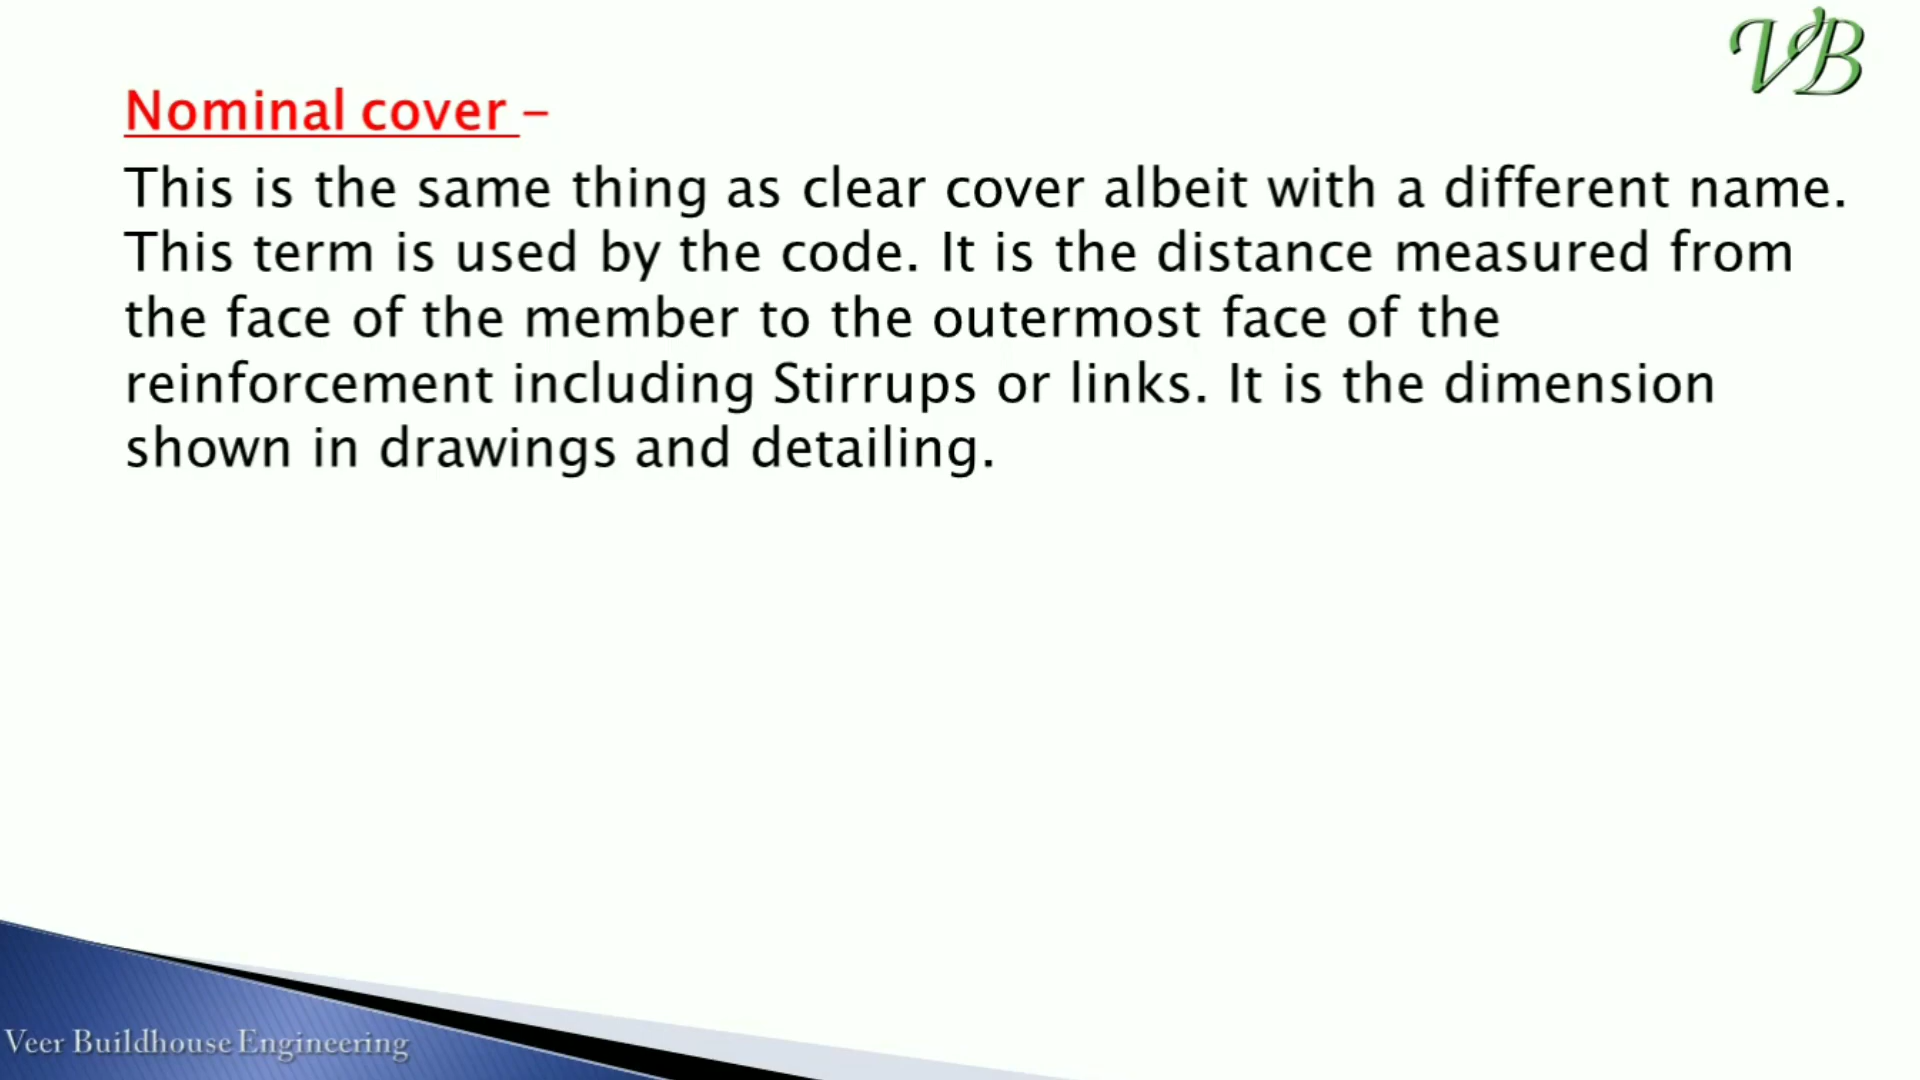 VB
Nominal cover -
This is the same thing as clear cover albeit with a different name.
This term is used by the code. It is the distance measured from
the face of the member to the outermost face of the
reinforcement including Stirrups or links. It is the dimension
shown in drawings and detailing.
Veer Buildhouse Engineering